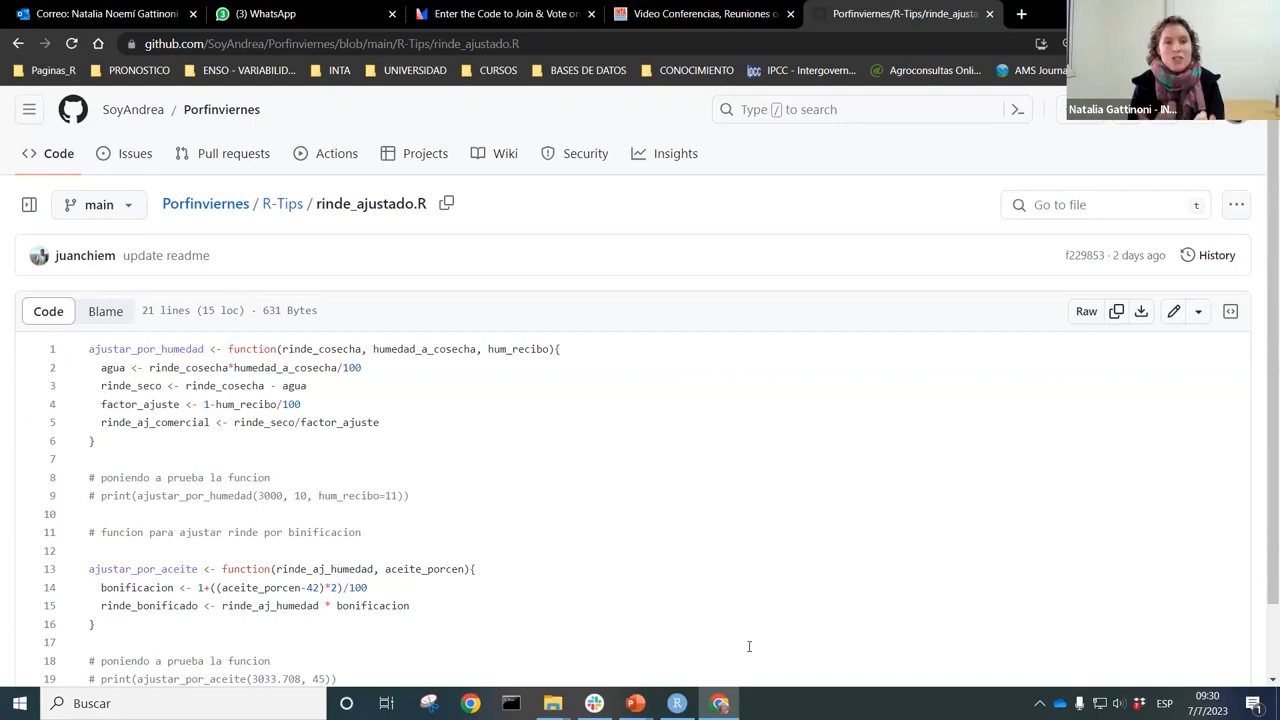 Correo: Natalia Noemí Gattinoni
(3) WhatsApp
Enter the Code to Join & Vote on
Video Conferencias, Reuniones o
Porfinviernes/R-Tips/rinde_ajusta
github.com/SoyAndrea/Porfinviernes/blob/main/R-Tips/rinde_ajustado.R
Paginas_R
PRONOSTICO
ENSO - VARIABILID...
INTA
UNIVERSIDAD
CURSOS
BASES DE DATOS
CONOCIMIENTO
IPCC - Intergovern...
Agroconsultas Onli...
AMS Journa
Natalia Gattinoni - IN...
SoyAndrea / Porfinviernes
Type / to search
Code
Issues
Pull requests
Actions
Projects
Wiki
Security
Insights
main
Porfinviernes / R-Tips / rinde_ajustado.R
Go to file
t
juanchiem update readme
f229853 · 2 days ago
History
Code
Blame
21 lines (15 loc) · 631 Bytes
Raw
1 ajustar_por_humedad <- function(rinde_cosecha, humedad_a_cosecha, hum_recibo){
2 agua <- rinde_cosecha*humedad_a_cosecha/100
3 rinde_seco <- rinde_cosecha - agua
4 factor_ajuste <- 1-hum_recibo/100
5 rinde_aj_comercial <- rinde_seco/factor_ajuste
6 }
7
8 # poniendo a prueba la funcion
9 # print(ajustar_por_humedad(3000, 10, hum_recibo=11))
10
11 # funcion para ajustar rinde por binificacion
12
13 ajustar_por_aceite <- function(rinde_aj_humedad, aceite_porcen){
14 bonificacion <- 1+((aceite_porcen-42)*2)/100
15 rinde_bonificado <- rinde_aj_humedad * bonificacion
16 }
17
18 # poniendo a prueba la funcion
19 # print(ajustar_por_aceite(3033.708, 45))
Buscar
ESP
09:30
7/7/2023
1